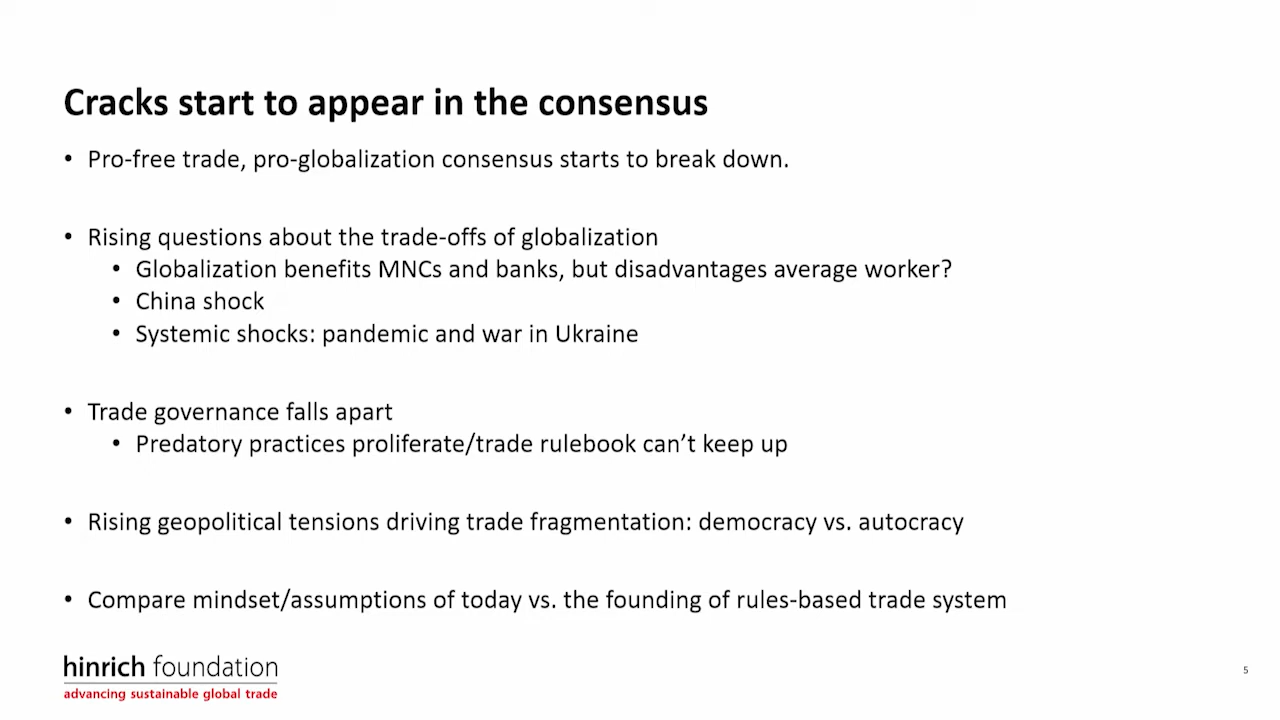 Cracks start to appear in the consensus
• Pro-free trade, pro-globalization consensus starts to break down.
• Rising questions about the trade-offs of globalization
• Globalization benefits MNCs and banks, but disadvantages average worker?
• China shock
• Systemic shocks: pandemic and war in Ukraine
• Trade governance falls apart
• Predatory practices proliferate/trade rulebook can’t keep up
• Rising geopolitical tensions driving trade fragmentation: democracy vs. autocracy
• Compare mindset/assumptions of today vs. the founding of rules-based trade system
hinrich foundation
advancing sustainable global trade
5